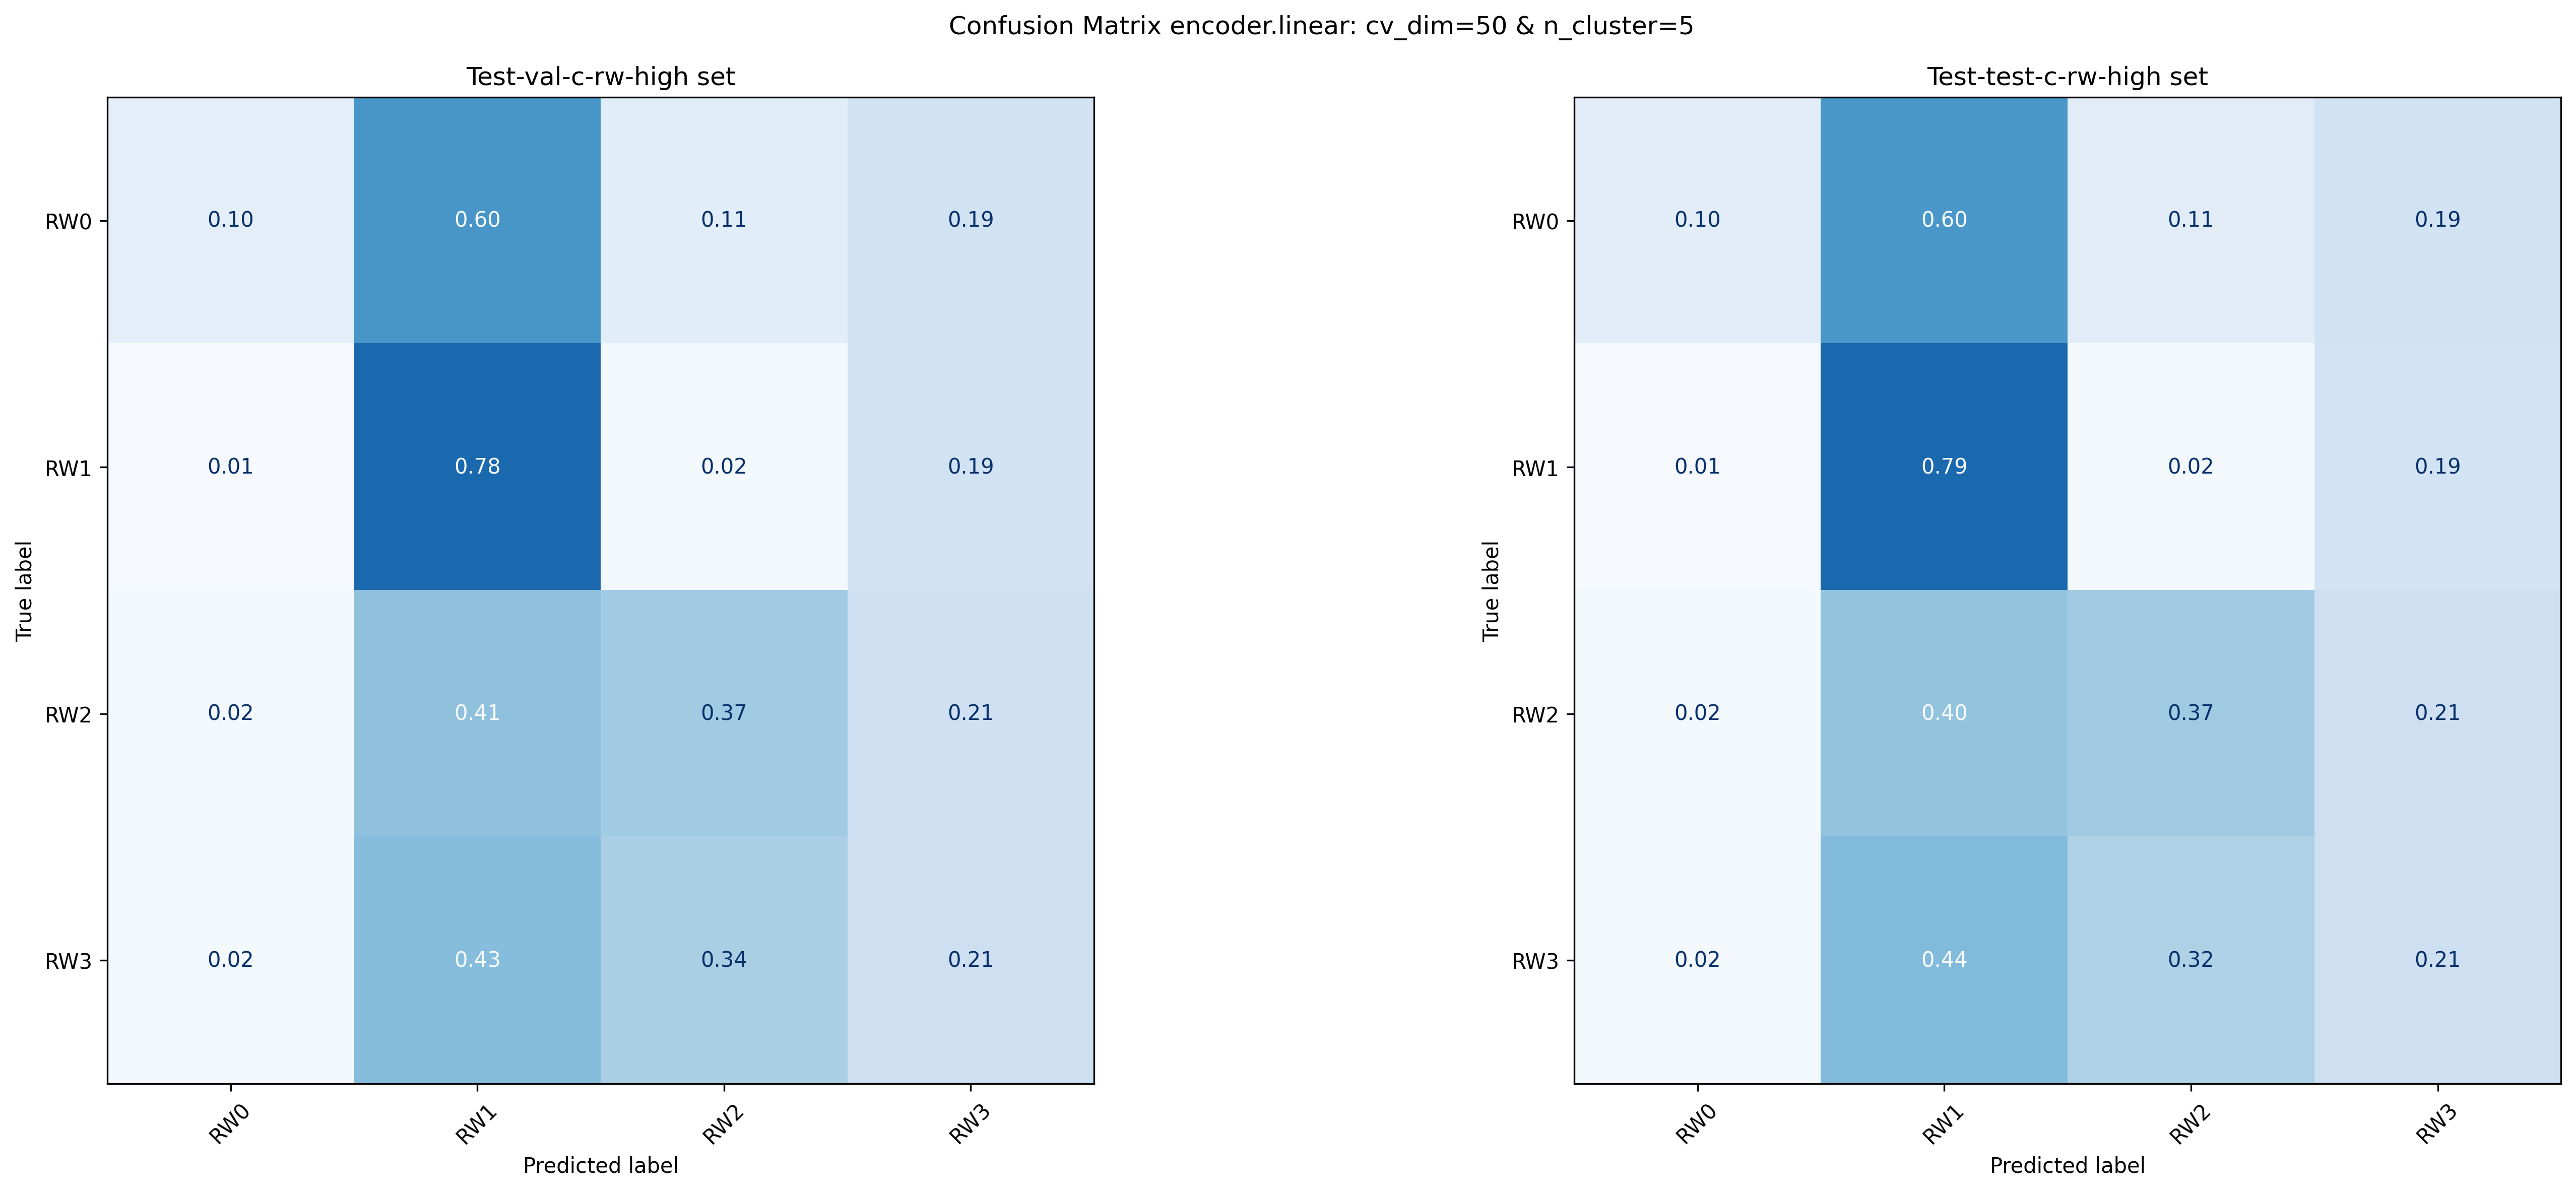 Confusion Matrix encoder.linear: cv_dim=50 & n_cluster=5
Test-val-c-rw-high set
True label
RW0 0.10 0.60 0.11 0.19
RW1 0.01 0.78 0.02 0.19
RW2 0.02 0.41 0.37 0.21
RW3 0.02 0.43 0.34 0.21
RW0 RW1 RW2 RW3
Predicted label
Test-test-c-rw-high set
True label
RW0 0.10 0.60 0.11 0.19
RW1 0.01 0.79 0.02 0.19
RW2 0.02 0.40 0.37 0.21
RW3 0.02 0.44 0.32 0.21
RW0 RW1 RW2 RW3
Predicted label